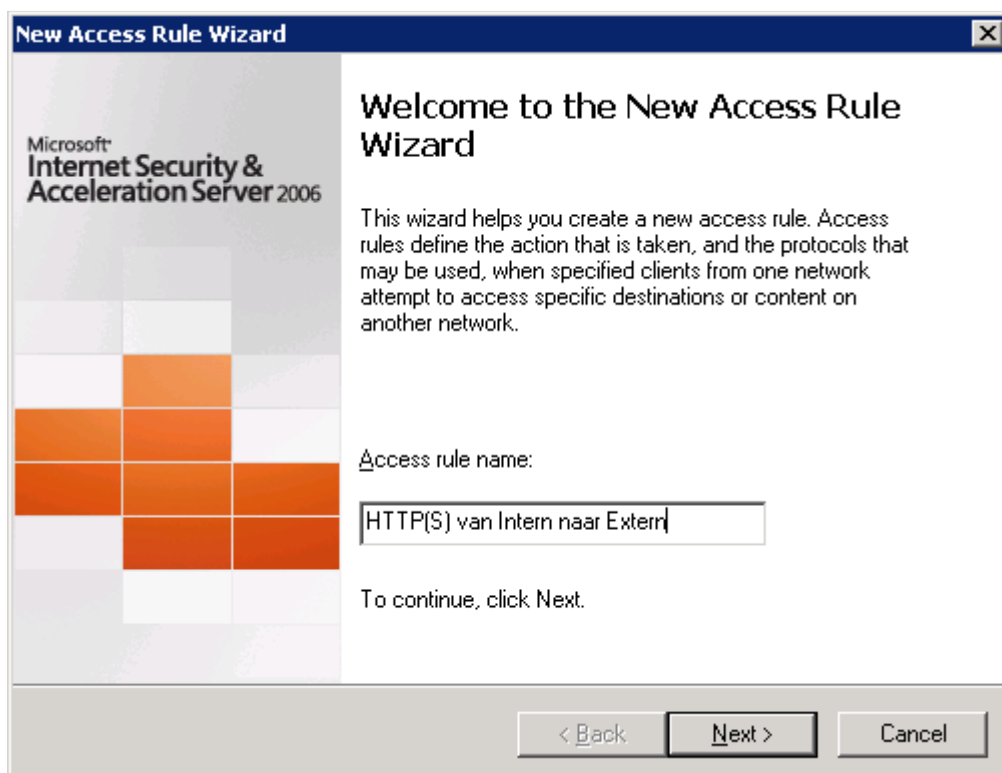 New Access Rule Wizard
Microsoft
Internet Security &
Acceleration Server 2006
Welcome to the New Access Rule
Wizard
This wizard helps you create a new access rule. Access
rules define the action that is taken, and the protocols that
may be used, when specified clients from one network
attempt to access specific destinations or content on
another network.
Access rule name:
HTTP(S) van Intern naar Extern
To continue, click Next.
< Back
Next >
Cancel